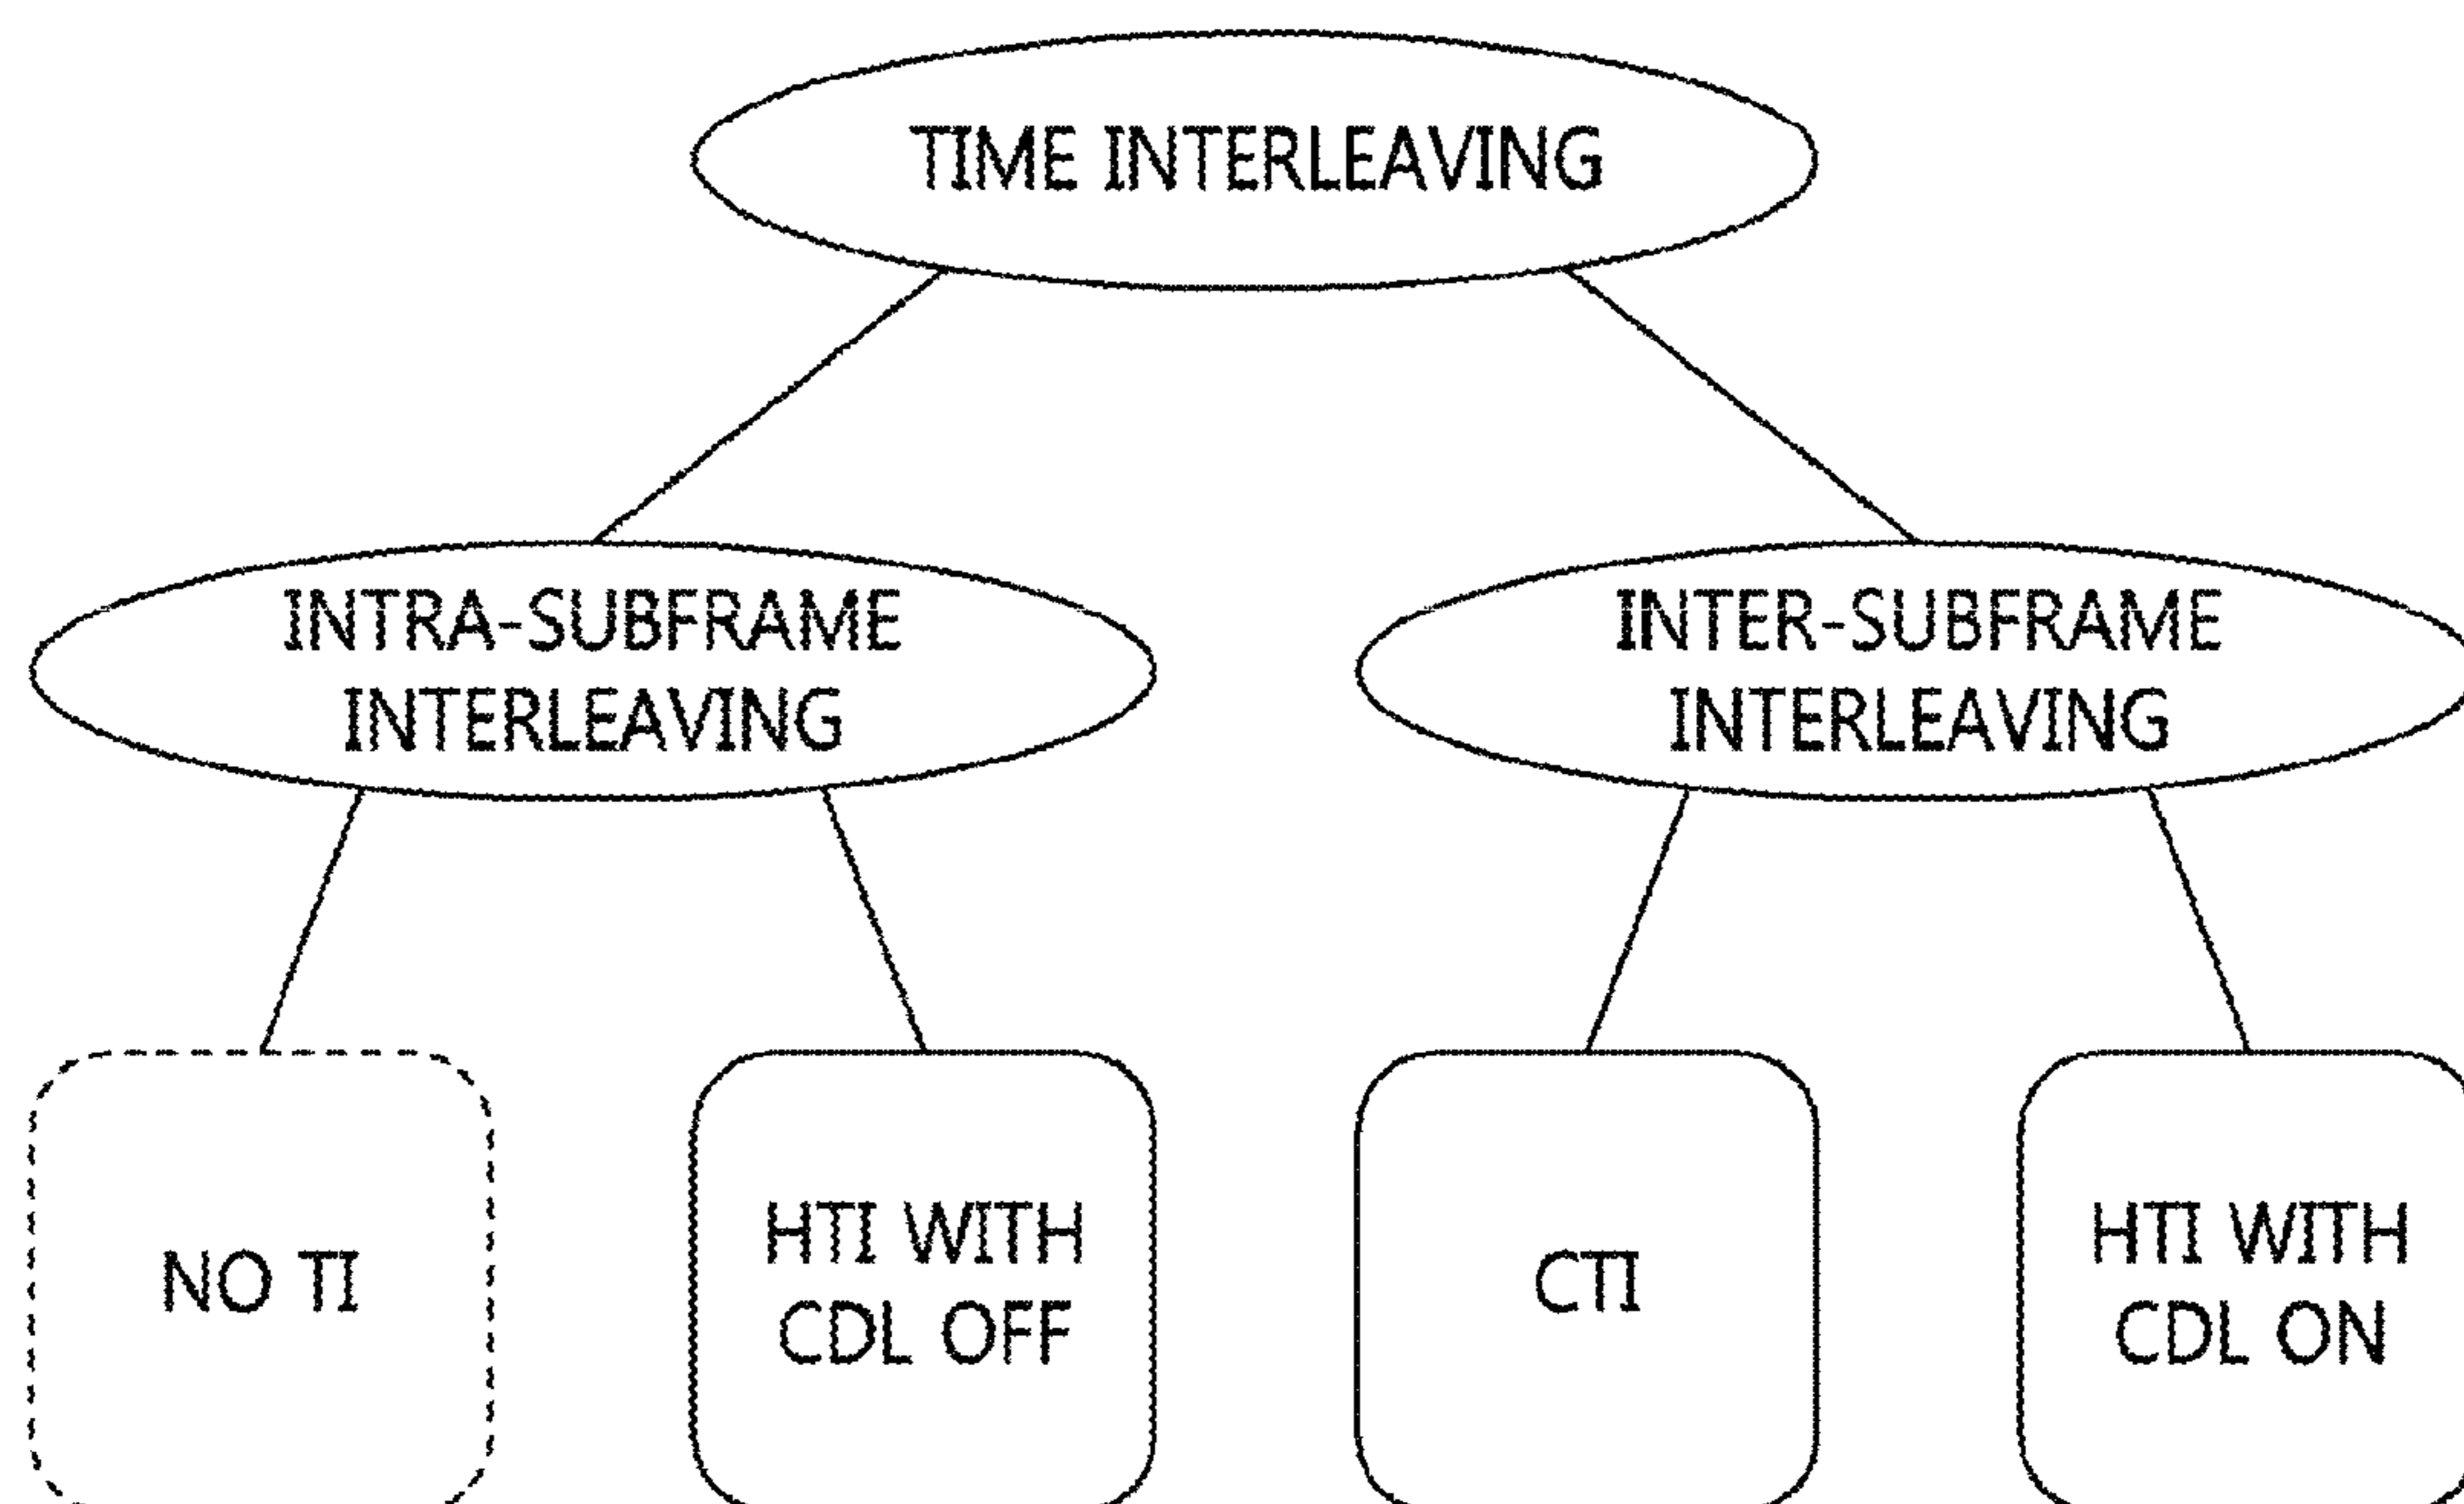 TIME INTERLEAVING
INTRA-SUBFRAME
INTERLEAVING
INTER-SUBFRAME
INTERLEAVING
NO TI
HTI WITH
CDL OFF
CTI
HTI WITH
CDL ON